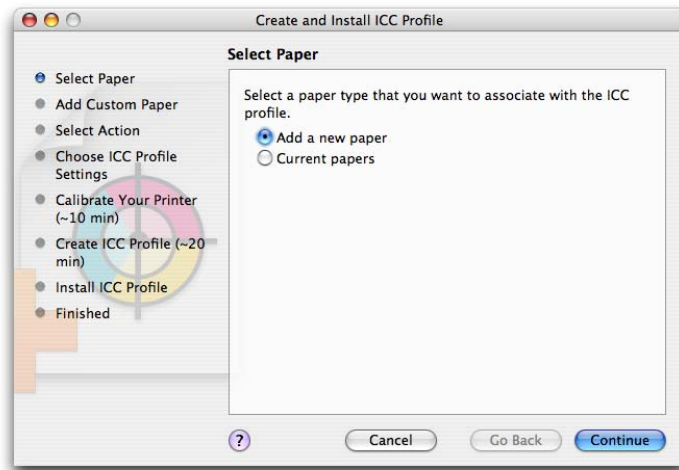 Create and Install ICC Profile
Select Paper
Select Paper
Add Custom Paper
Select Action
Choose ICC Profile
Settings
Calibrate Your Printer
(~10 min)
Create ICC Profile (~20
min)
Install ICC Profile
Finished
Select a paper type that you want to associate with the ICC
profile.
Add a new paper
Current papers
?
Cancel
Go Back
Continue